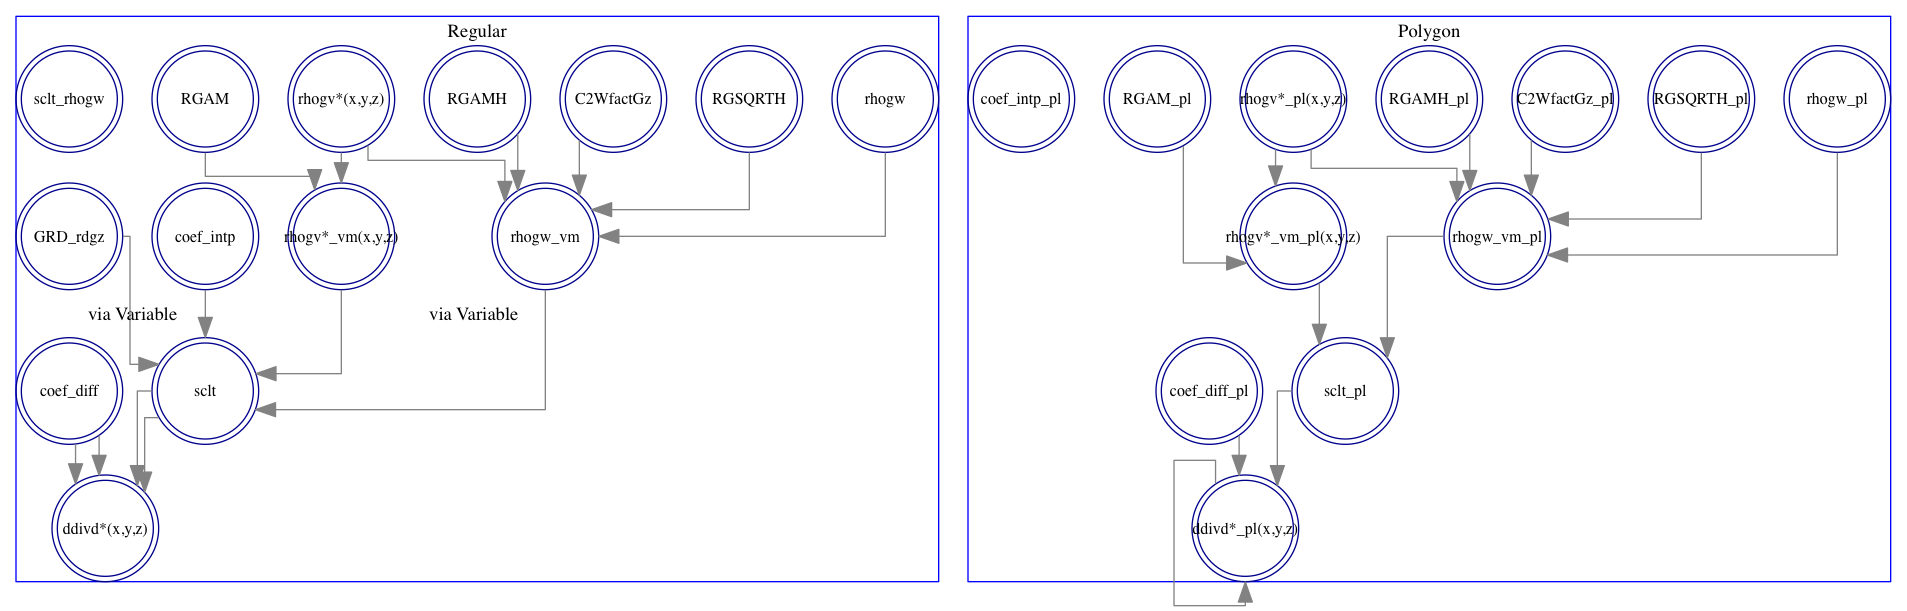 Regular
sclt_rhogw
RGAM
rhogv*(x,y,z)
RGAMH
C2WfactGz
RGSQRTH
rhogw
GRD_rdgz
coef_intp
rhogv*_vm(x,y,z)
rhogw_vm
via Variable
via Variable
coef_diff
sclt
ddivd*(x,y,z)
Polygon
coef_intp_pl
RGAM_pl
rhogv*_pl(x,y,z)
RGAMH_pl
C2WfactGz_pl
RGSQRTH_pl
rhogw_pl
rhogv*_vm_pl(x,y,z)
rhogw_vm_pl
coef_diff_pl
sclt_pl
ddivd*_pl(x,y,z)